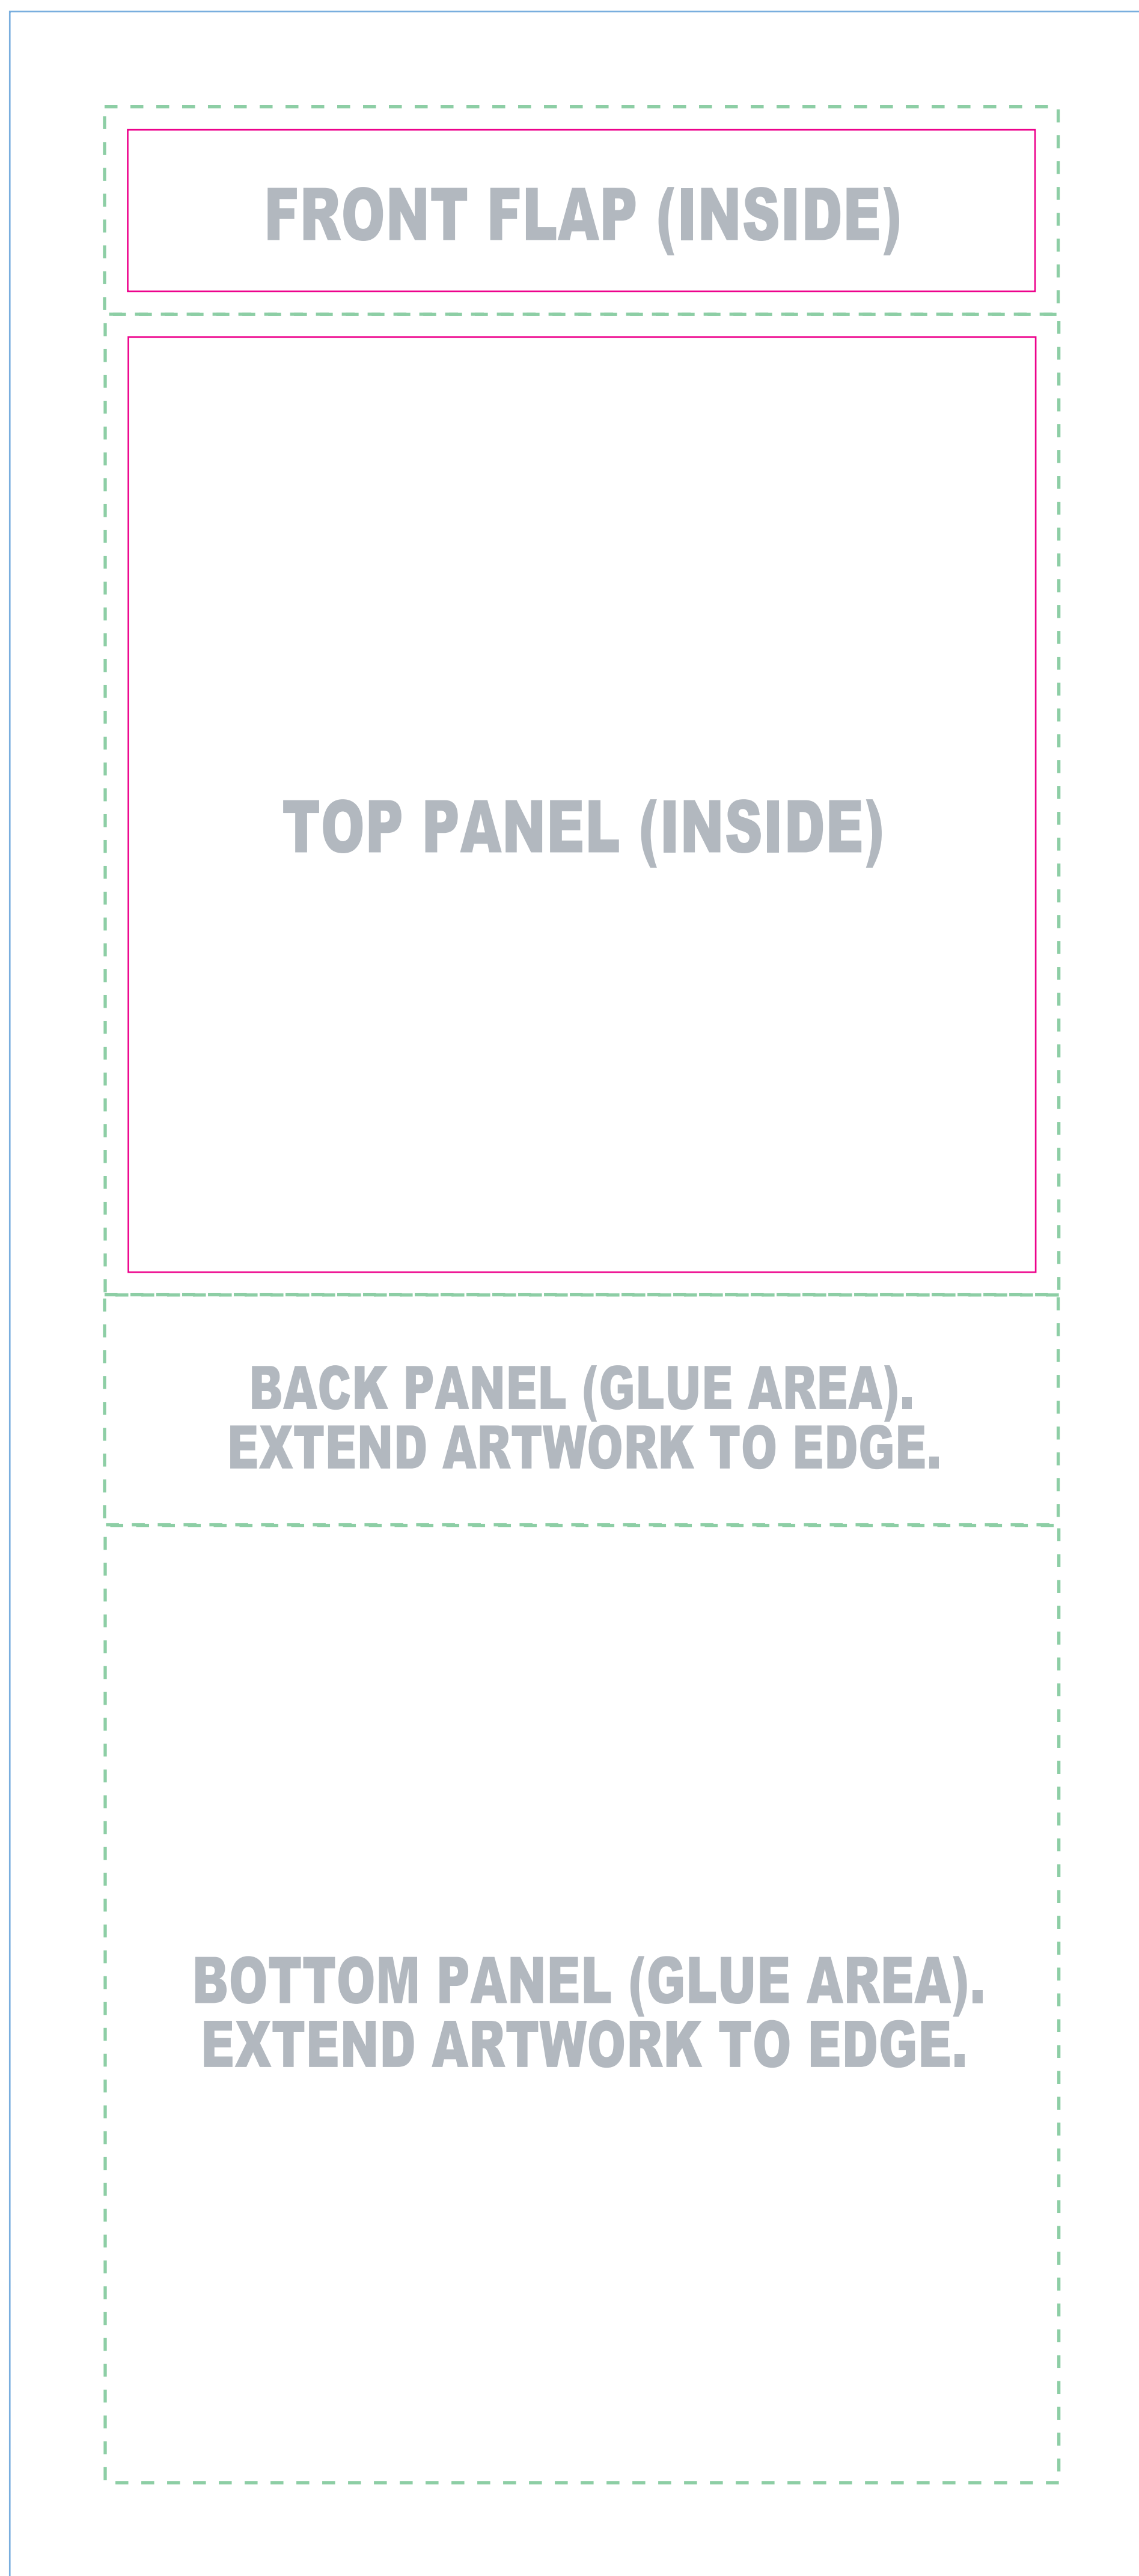 FRONT FLAP (INSIDE)
TOP PANEL (INSIDE)
BACK PANEL (GLUE AREA).
EXTEND ARTWORK TO EDGE.
BOTTOM PANEL (GLUE AREA).
EXTEND ARTWORK TO EDGE.